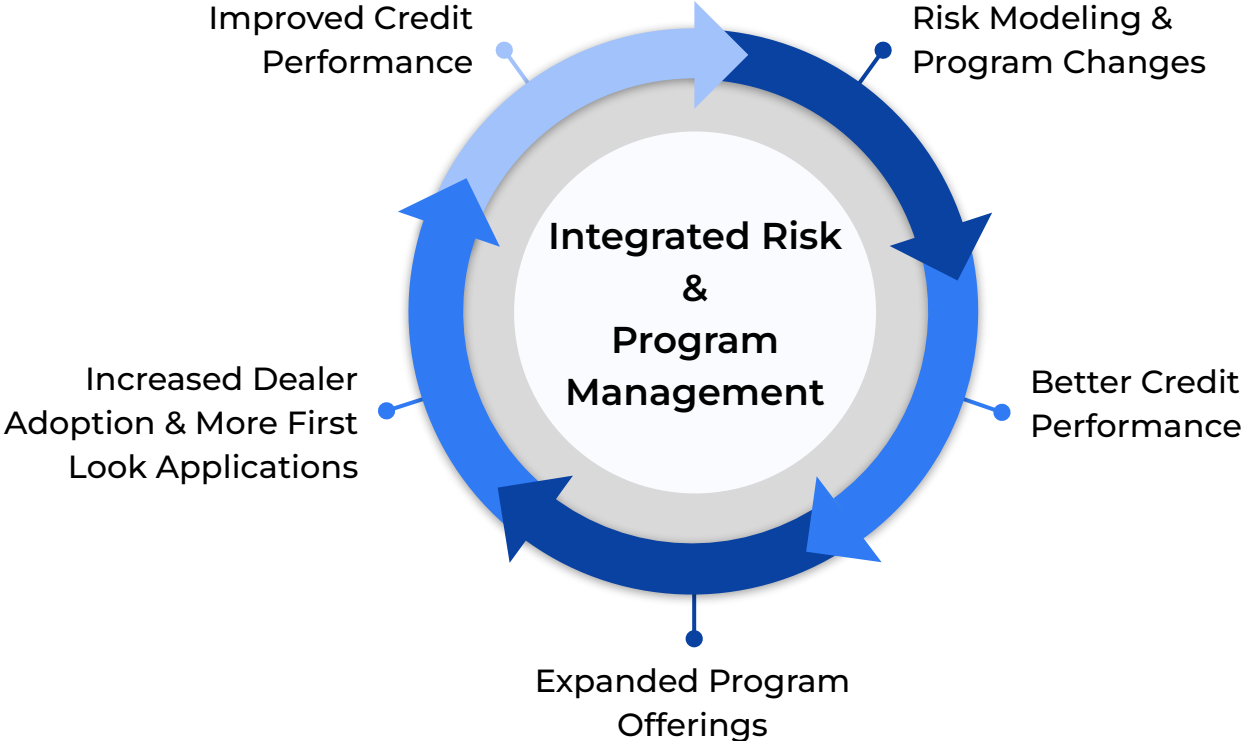 Improved Credit
Performance
Risk Modeling &
Program Changes
Integrated Risk
&
Program
Management
Increased Dealer
Adoption & More First
Look Applications
Better Credit
Performance
Expanded Program
Offerings